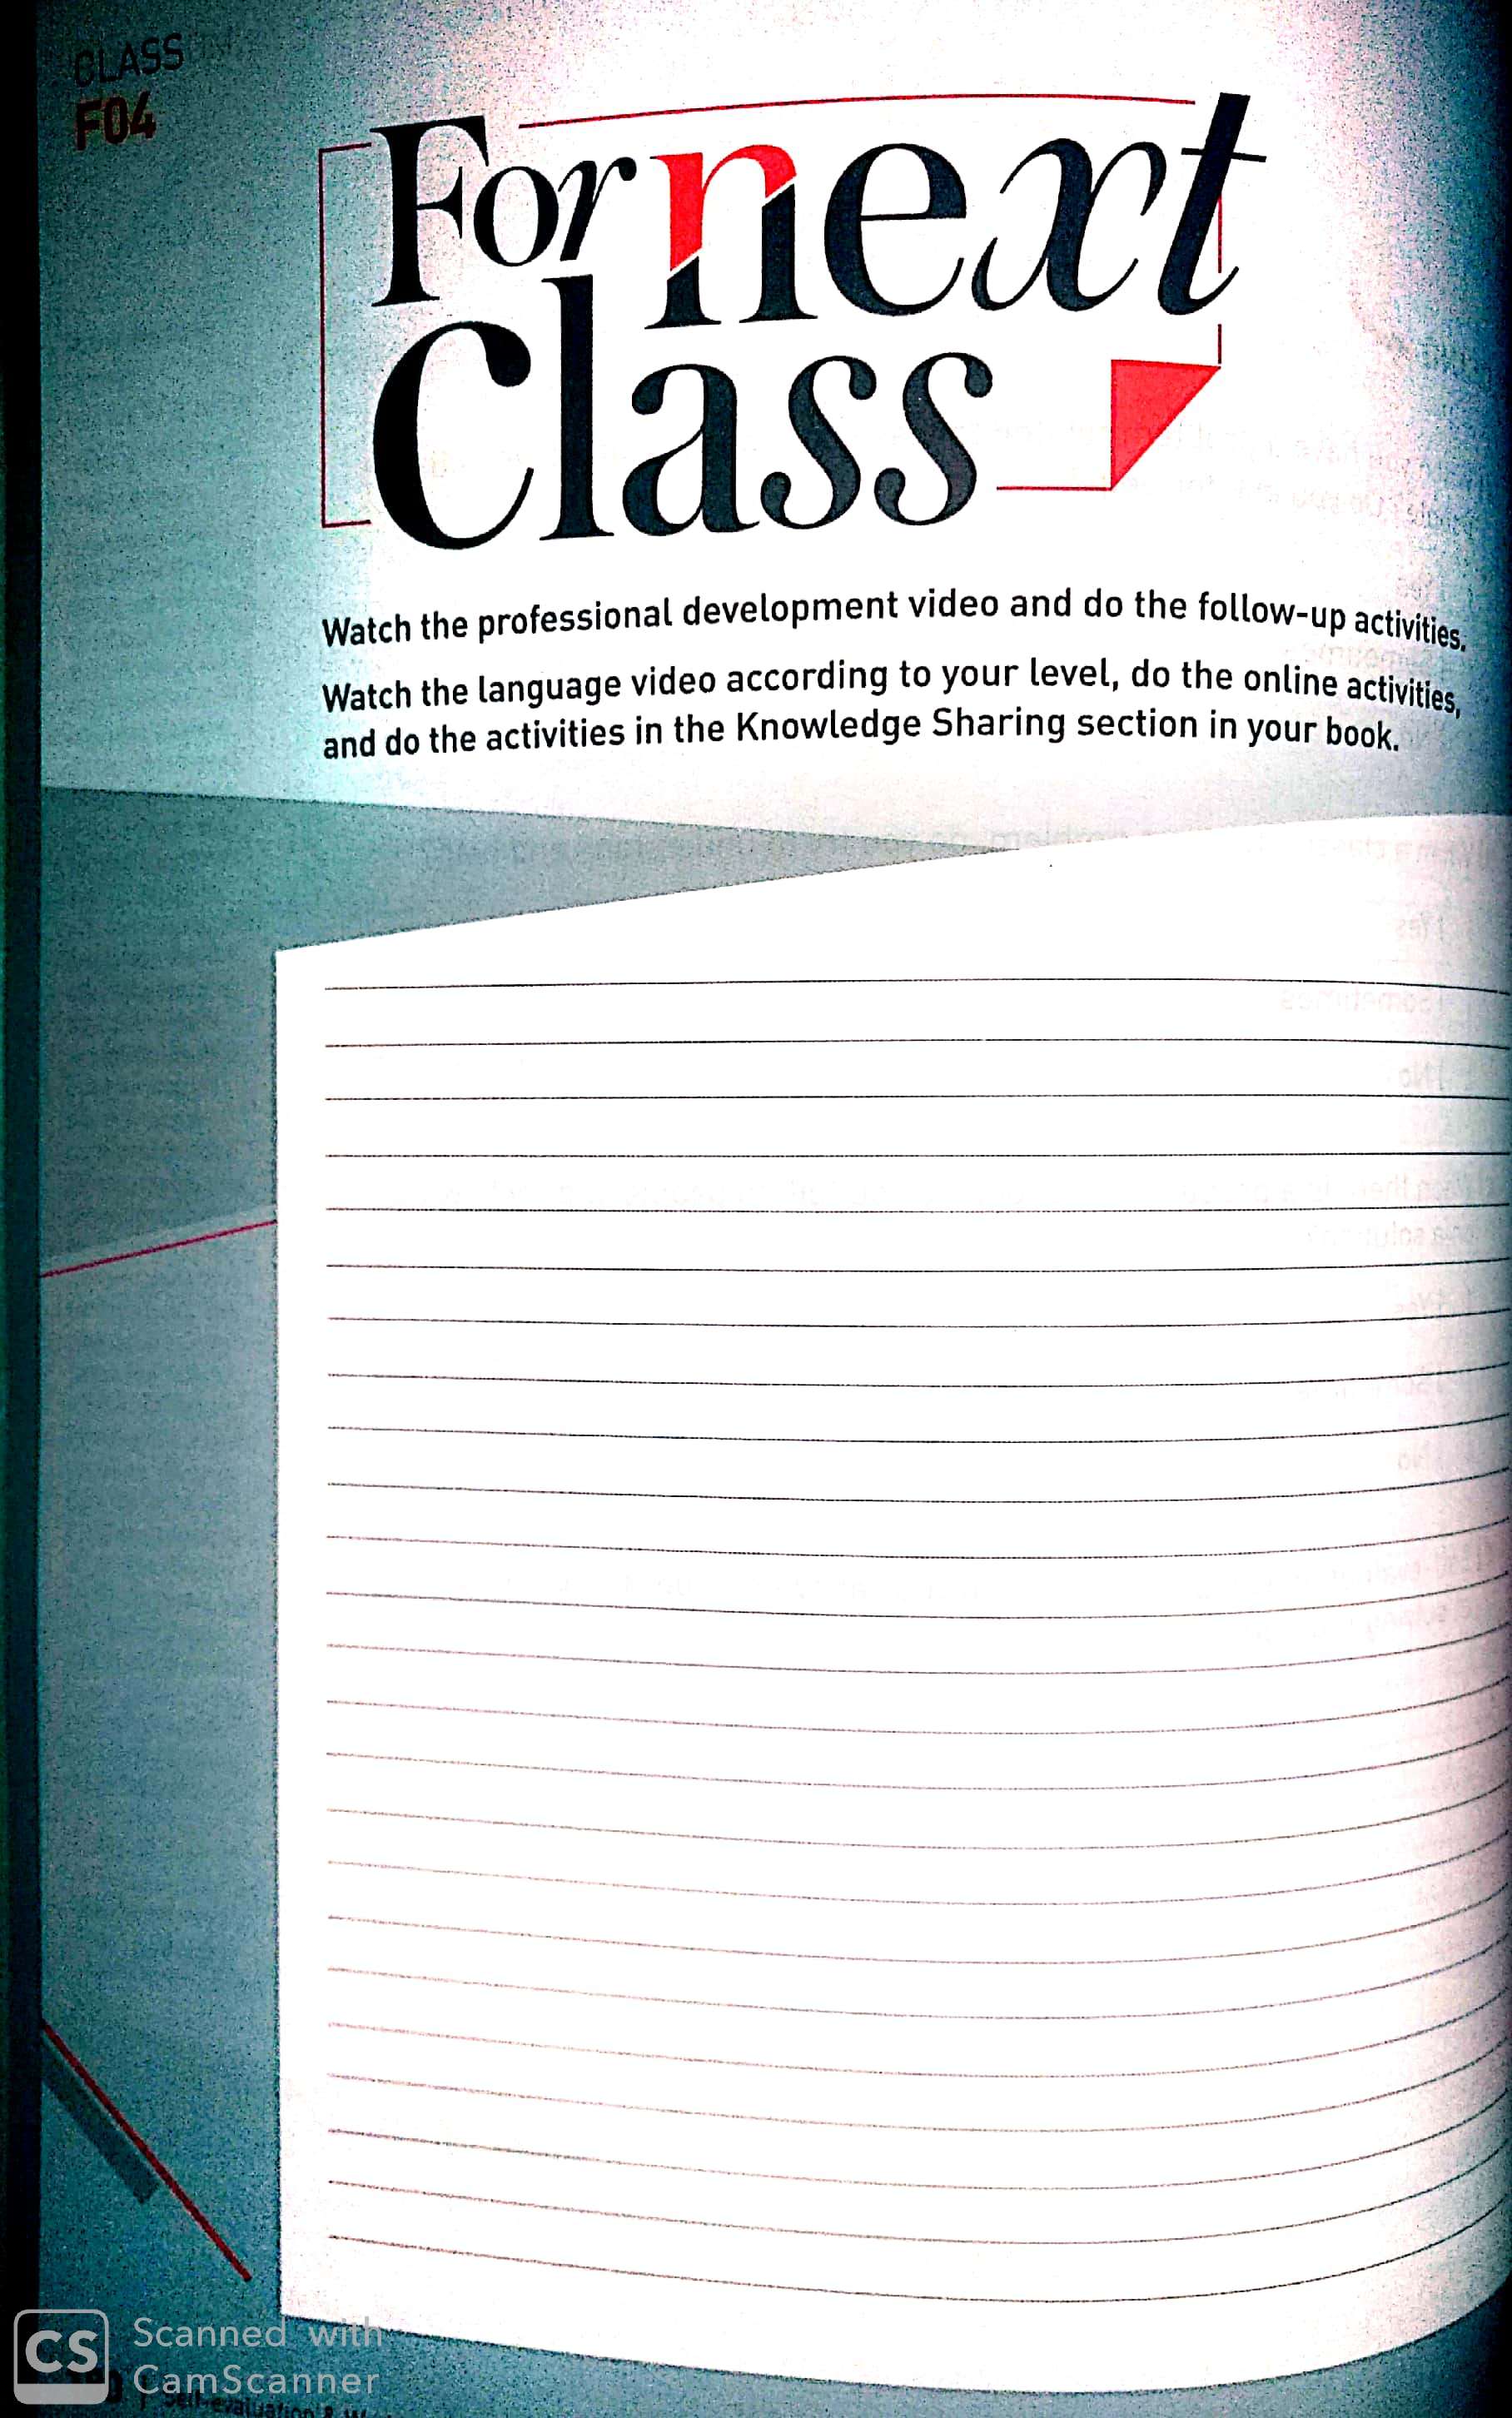 CLASS
F04
For next
Class
Watch the professional development video and do the follow-up activities.
Watch the language video according to your level, do the online activities,
and do the activities in the Knowledge Sharing section in your book.
CS
Scanned with
CamScanner
Self-evaluation &